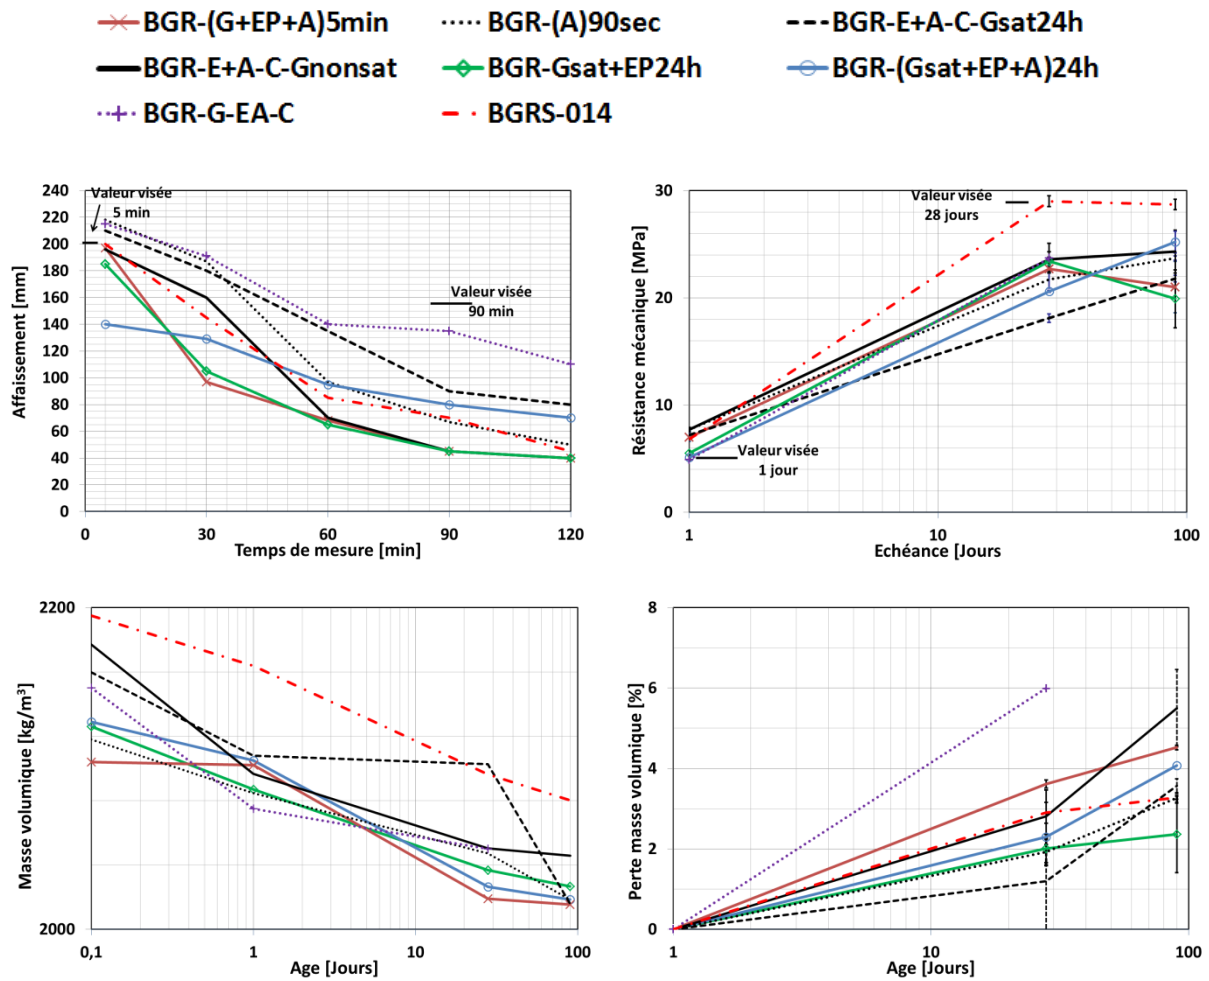 BGR-(G+EP+A)5min BGR-(A)90sec BGR-E+A-C-Gsat24h
BGR-E+A-C-Gnonsat BGR-Gsat+EP24h BGR-(Gsat+EP+A)24h
BGR-G-EA-C BGRS-014
Affaissement [mm]
240
220
200
180
160
140
120
100
80
60
40
20
0
Valeur visée
5 min
Valeur visée
90 min
0 30 60 90 120
Temps de mesure [min]
Résistance mécanique [MPa]
30
20
10
0
Valeur visée
28 jours
Valeur visée
1 jour
1 10 100
Echéance [Jours
Masse volumique [kg/m³]
2200
2000
0,1 1 10 100
Age [Jours]
Perte masse volumique [%]
8
6
4
2
0
1 10 100
Age [Jours]